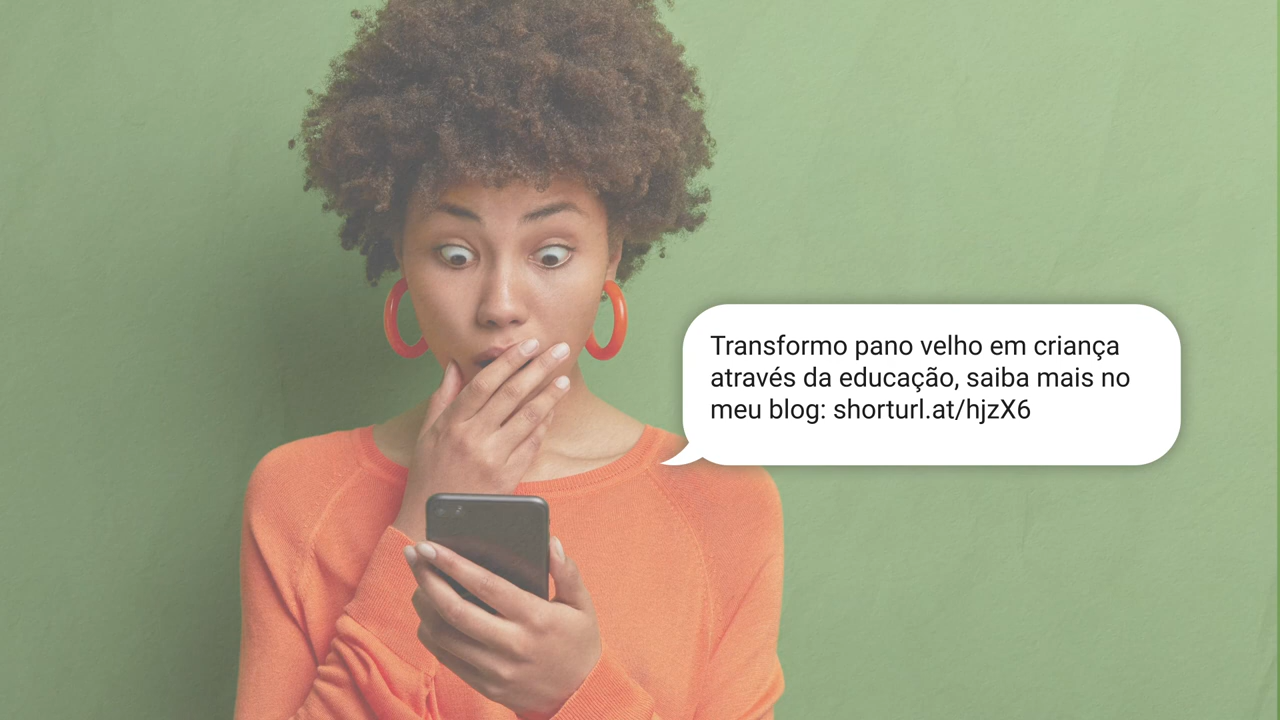 Transformo pano velho em criança
através da educação, saiba mais no
meu blog: shorturl.at/hjzX6